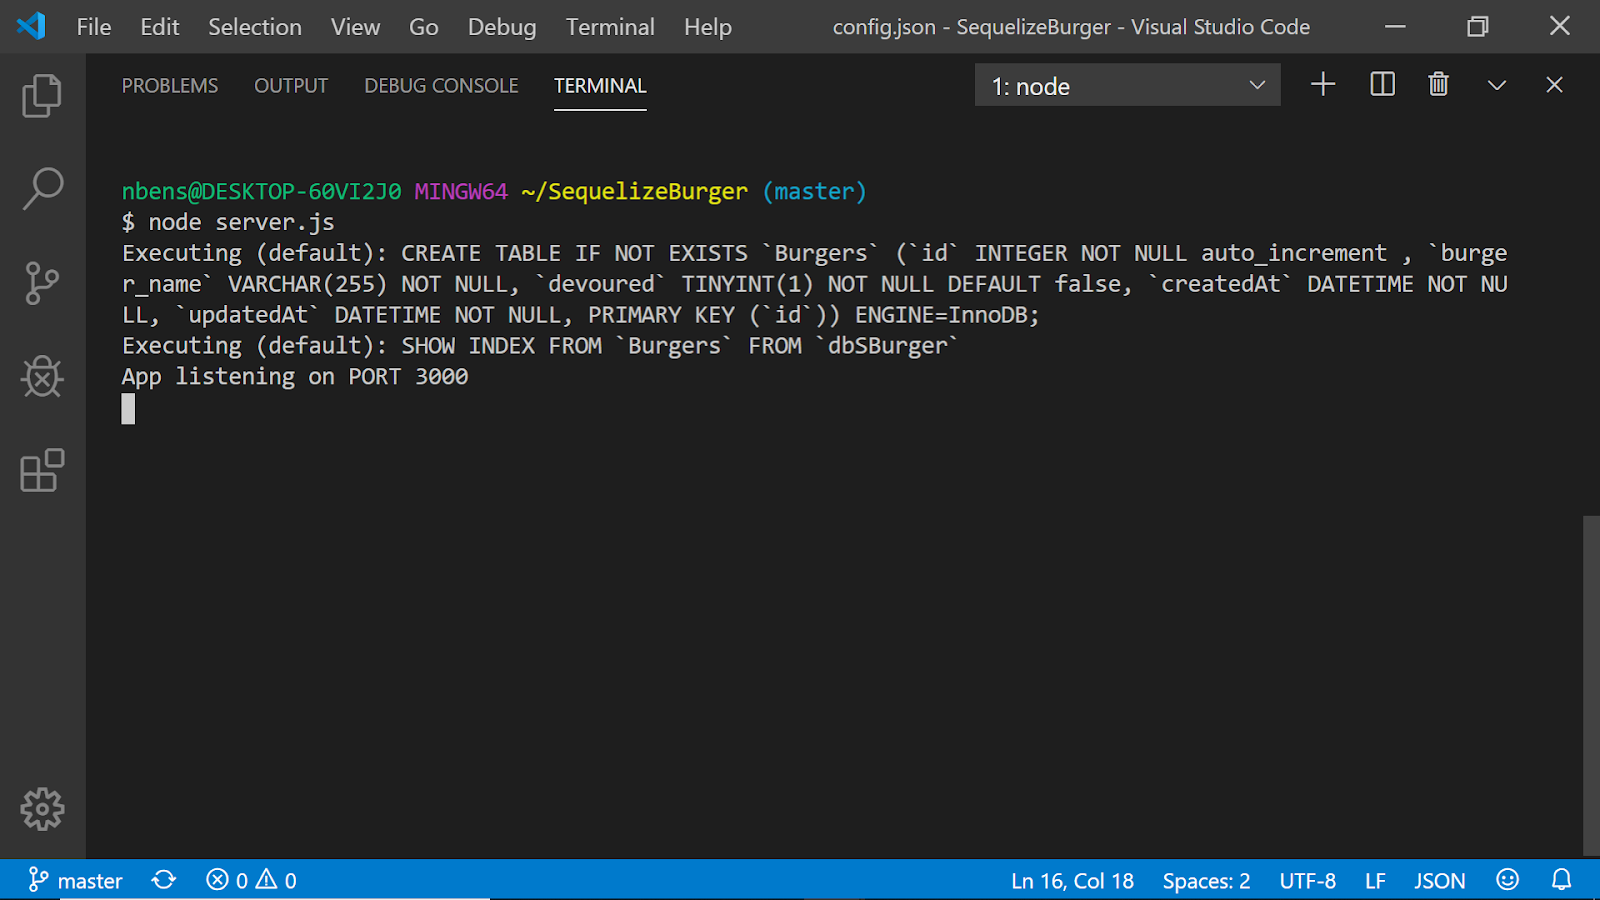 File Edit Selection View Go Debug Terminal Help config.json - SequelizeBurger - Visual Studio Code
PROBLEMS OUTPUT DEBUG CONSOLE TERMINAL 1: node
nbens@DESKTOP-60VI2J0 MINGW64 ~/SequelizeBurger (master)
$ node server.js
Executing (default): CREATE TABLE IF NOT EXISTS `Burgers` (`id` INTEGER NOT NULL auto_increment , `burge
r_name` VARCHAR(255) NOT NULL, `devoured` TINYINT(1) NOT NULL DEFAULT false, `createdAt` DATETIME NOT NU
LL, `updatedAt` DATETIME NOT NULL, PRIMARY KEY (`id`)) ENGINE=InnoDB;
Executing (default): SHOW INDEX FROM `Burgers` FROM `dbSBurger`
App listening on PORT 3000
master 0 0 Ln 16, Col 18 Spaces: 2 UTF-8 LF JSON